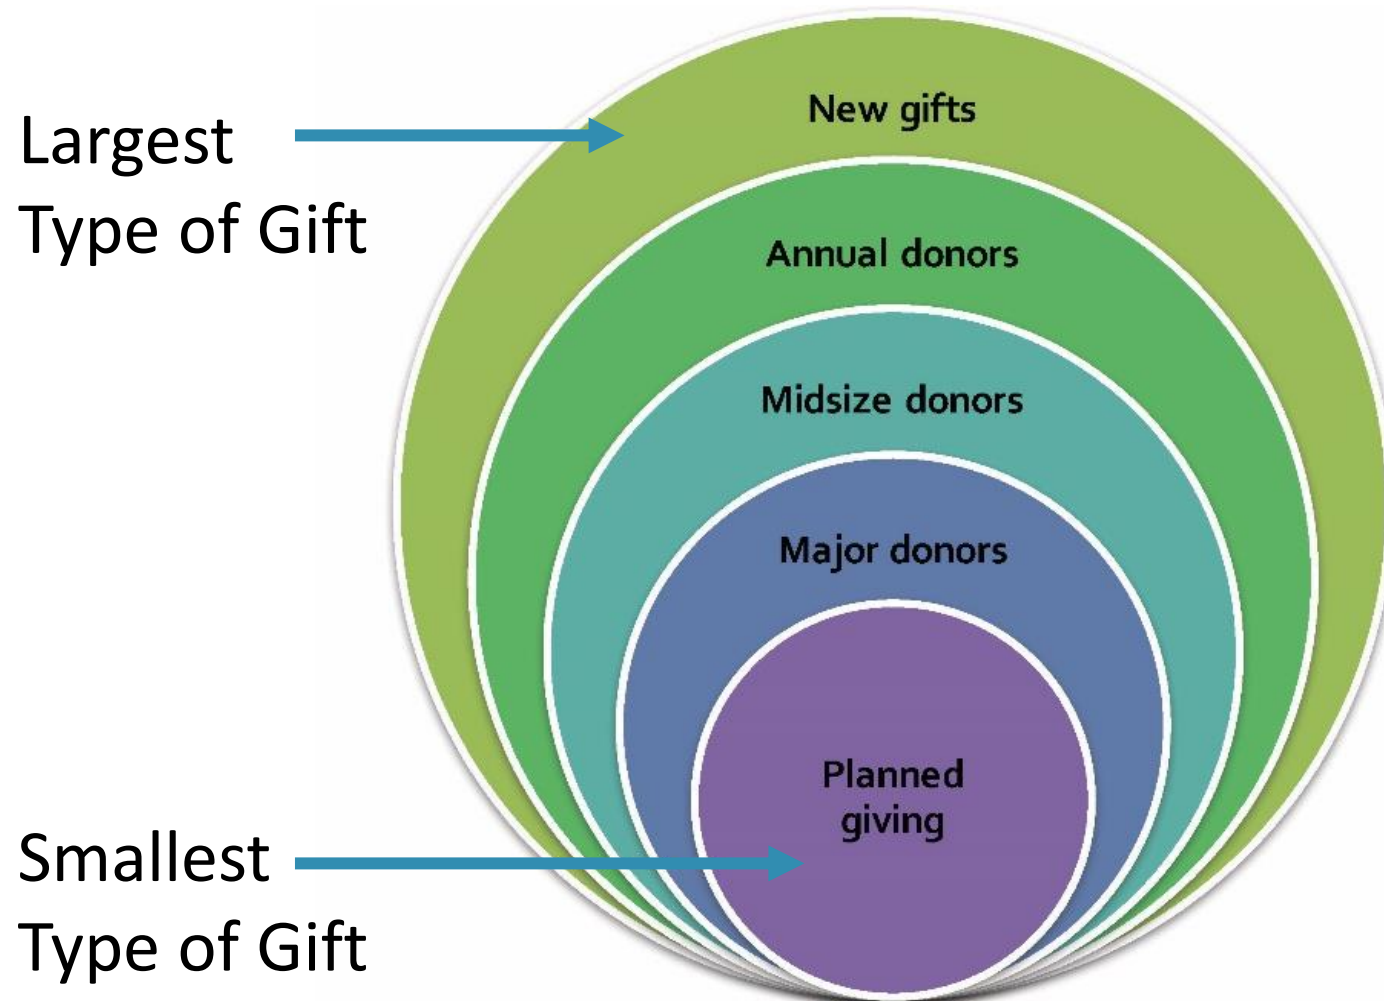 Largest
Type of Gift
New gifts
Annual donors
Midsize donors
Major donors
Planned
giving
Smallest
Type of Gift